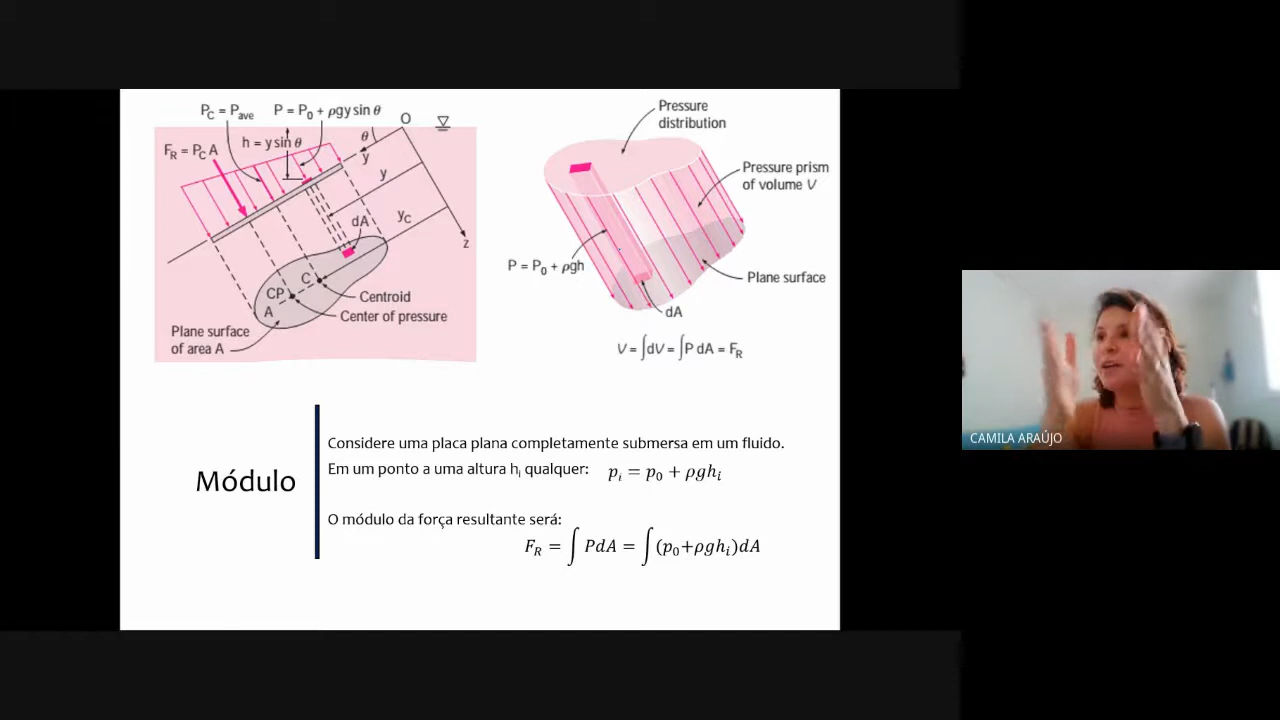 P_C = P_ave
P = P_0 + ρgy sin θ
O
h = y sin θ
θ
F_R = P_C A
y
y
y_C
dA
z
C
CP
A
Centroid
Center of pressure
Plane surface
of area A
Pressure
distribution
Pressure prism
of volume V
P = P_0 + ρgh
Plane surface
dA
V = ∫dV = ∫P dA = F_R
Módulo
Considere uma placa plana completamente submersa em um fluido.
Em um ponto a uma altura h_i qualquer: p_i = p_0 + ρgh_i
O módulo da força resultante será:
F_R = ∫PdA = ∫(p_0+ρgh_i)dA
CAMILA ARAÚJO